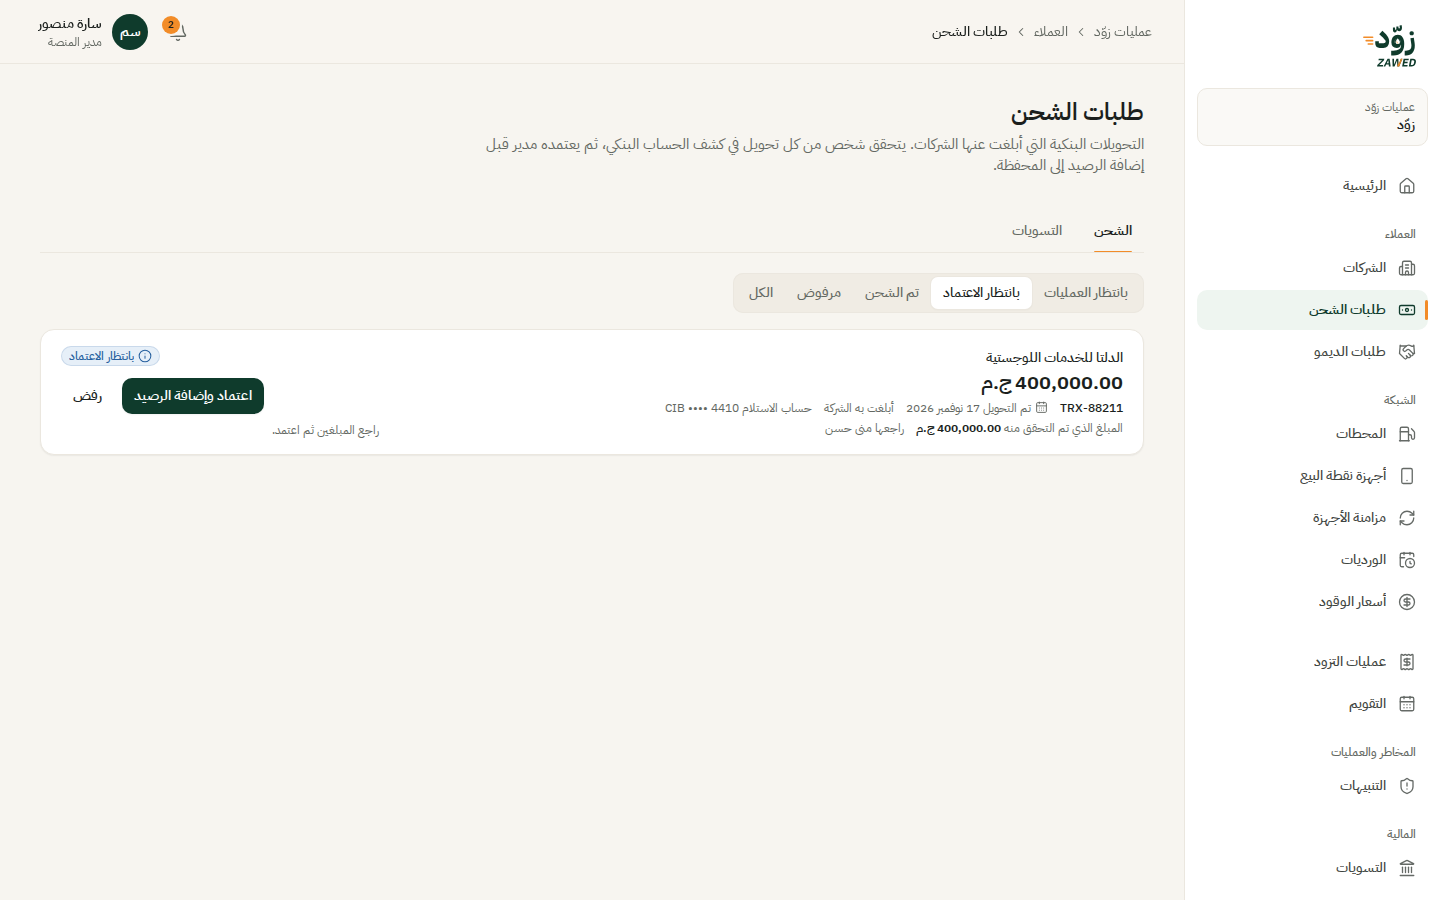 زوّد
ZAWED
عمليات زوّد
زوّد
الرئيسية
العملاء
الشركات
طلبات الشحن
طلبات الديمو
الشبكة
المحطات
أجهزة نقطة البيع
مزامنة الأجهزة
الورديات
أسعار الوقود
عمليات التزود
التقويم
المخاطر والعمليات
التنبيهات
المالية
التسويات
عمليات زوّد
العملاء
طلبات الشحن
2
سم
سارة منصور
مدير المنصة
طلبات الشحن
التحويلات البنكية التي أبلغت عنها الشركات. يتحقق شخص من كل تحويل في كشف الحساب البنكي، ثم يعتمده مدير قبل
إضافة الرصيد إلى المحفظة.
الشحن
التسويات
بانتظار العمليات
بانتظار الاعتماد
تم الشحن
مرفوض
الكل
الدلتا للخدمات اللوجستية
400,000.00 ج.م
TRX-88211 تم التحويل 17 نوفمبر 2026 أبلغت به الشركة حساب الاستلام CIB •••• 4410
المبلغ الذي تم التحقق منه 400,000.00 ج.م راجعها منى حسن
بانتظار الاعتماد
اعتماد وإضافة الرصيد
رفض
راجع المبلغين ثم اعتمد.